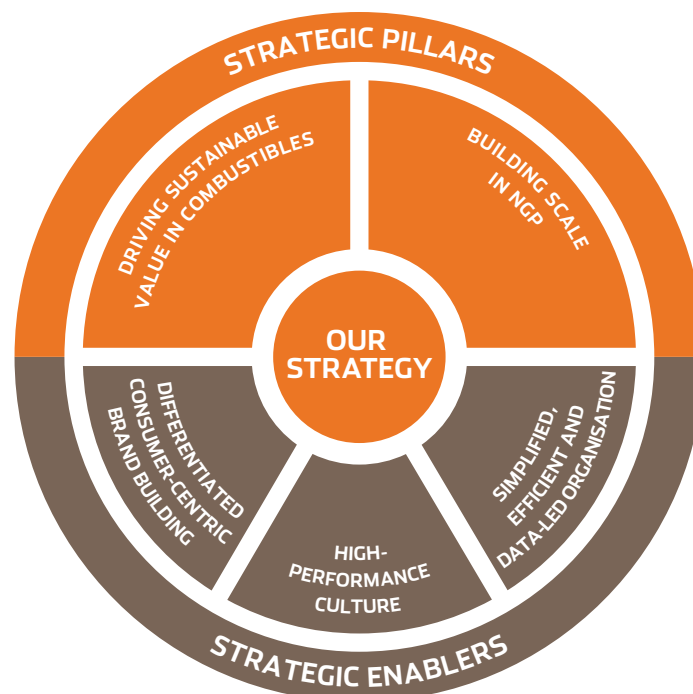 STRATEGIC PILLARS
DRIVING SUSTAINABLE
VALUE IN COMBUSTIBLES
BUILDING SCALE
IN NGP
OUR
STRATEGY
DIFFERENTIATED
CONSUMER-CENTRIC
BRAND BUILDING
HIGH-
PERFORMANCE
CULTURE
SIMPLIFIED,
EFFICIENT AND
DATA-LED ORGANISATION
STRATEGIC ENABLERS